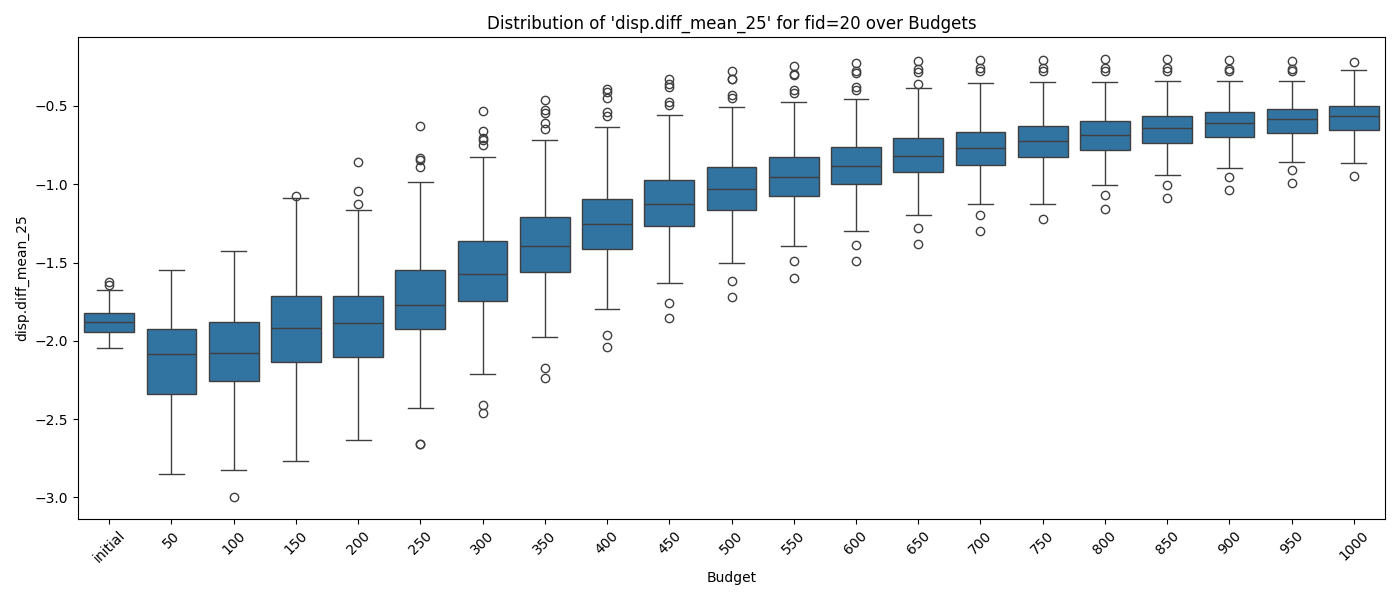 Distribution of 'disp.diff_mean_25' for fid=20 over Budgets
disp.diff_mean_25
−0.5
−1.0
−1.5
−2.0
−2.5
−3.0
initial 50 100 150 200 250 300 350 400 450 500 550 600 650 700 750 800 850 900 950 1000
Budget